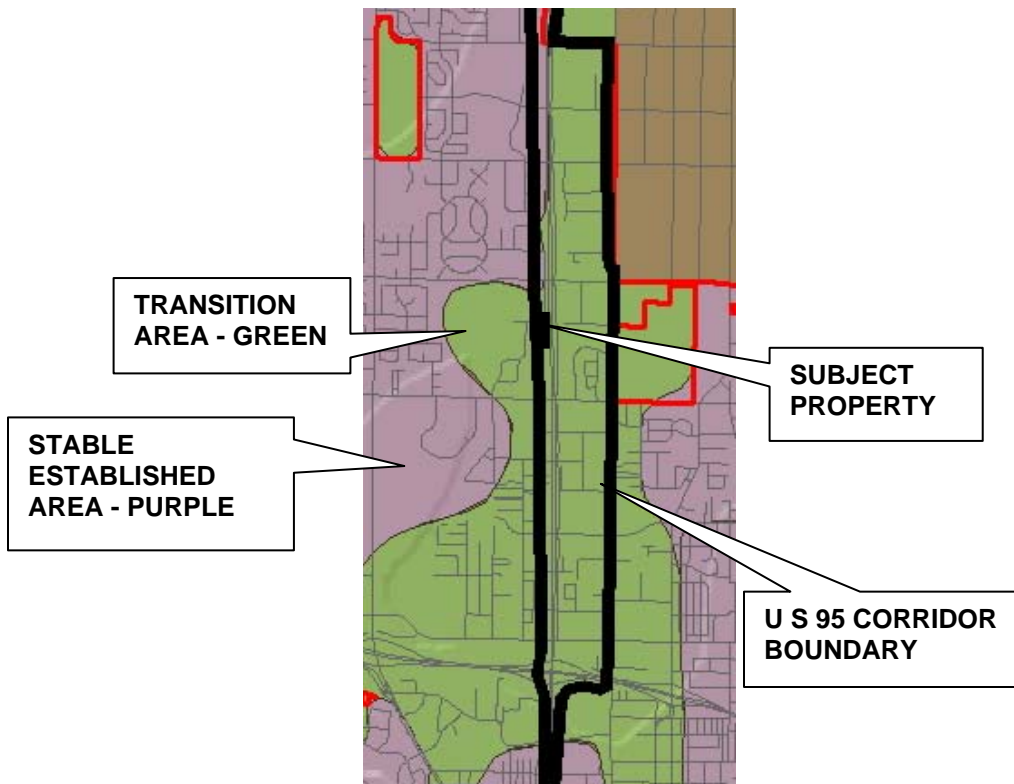 TRANSITION
AREA - GREEN
STABLE
ESTABLISHED
AREA - PURPLE
SUBJECT
PROPERTY
U S 95 CORRIDOR
BOUNDARY